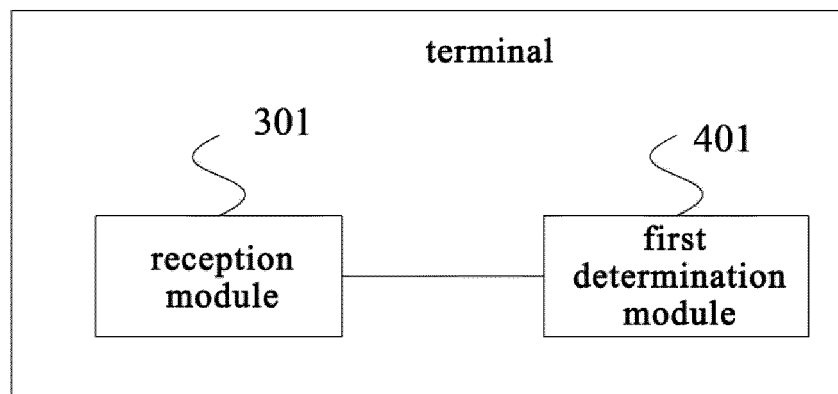 terminal
301
401
reception
module
first
determination
module